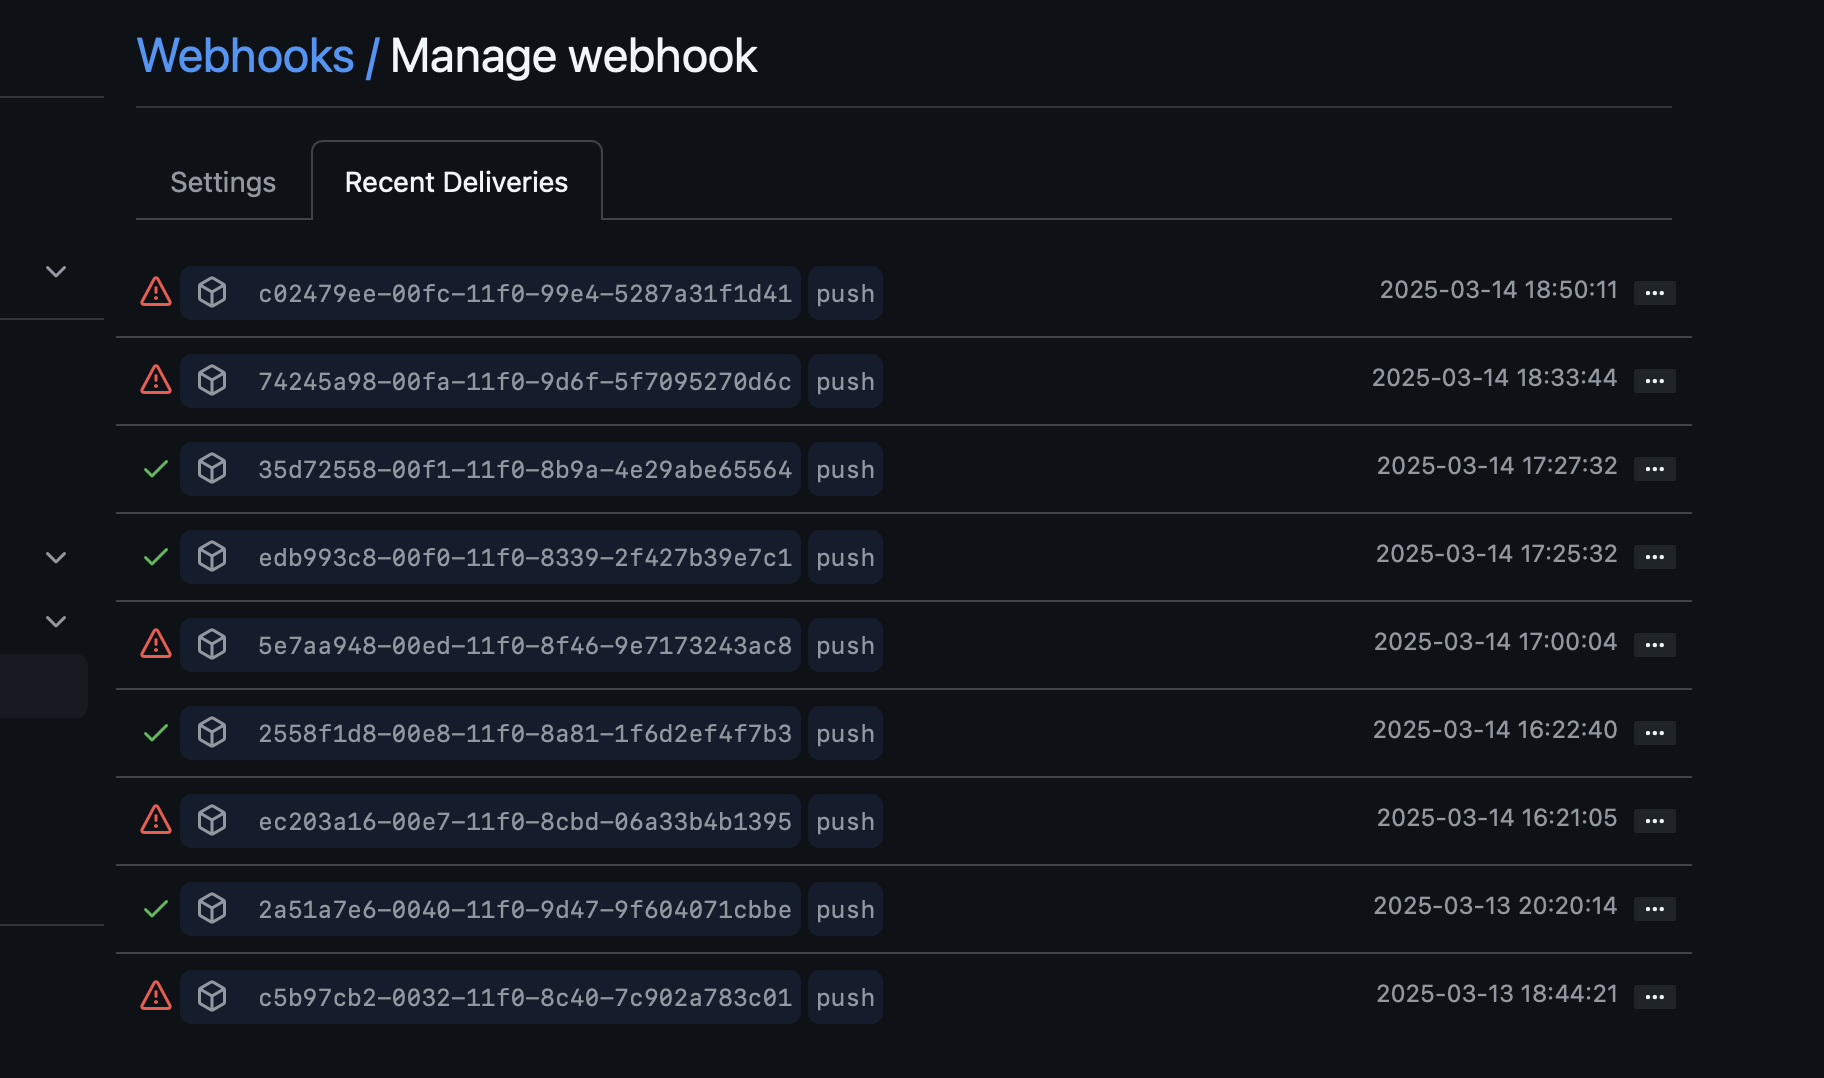 Webhooks / Manage webhook
Settings Recent Deliveries
c02479ee-00fc-11f0-99e4-5287a31f1d41 push 2025-03-14 18:50:11 ...
74245a98-00fa-11f0-9d6f-5f7095270d6c push 2025-03-14 18:33:44 ...
35d72558-00f1-11f0-8b9a-4e29abe65564 push 2025-03-14 17:27:32 ...
edb993c8-00f0-11f0-8339-2f427b39e7c1 push 2025-03-14 17:25:32 ...
5e7aa948-00ed-11f0-8f46-9e7173243ac8 push 2025-03-14 17:00:04 ...
2558f1d8-00e8-11f0-8a81-1f6d2ef4f7b3 push 2025-03-14 16:22:40 ...
ec203a16-00e7-11f0-8cbd-06a33b4b1395 push 2025-03-14 16:21:05 ...
2a51a7e6-0040-11f0-9d47-9f604071cbbe push 2025-03-13 20:20:14 ...
c5b97cb2-0032-11f0-8c40-7c902a783c01 push 2025-03-13 18:44:21 ...